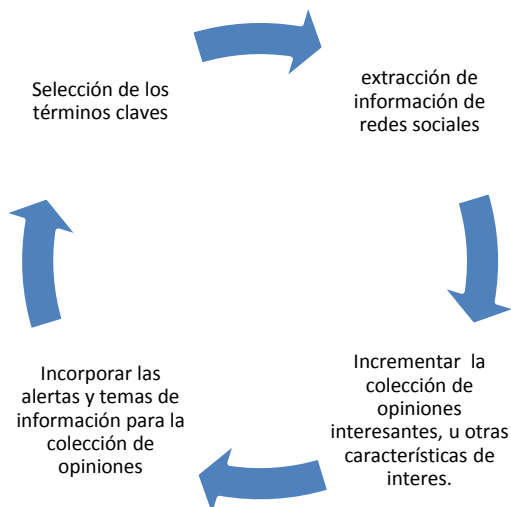 Selección de los
términos claves
extracción de
información de
redes sociales
Incrementar la
colección de
opiniones
interesantes, u otras
características de
interes.
Incorporar las
alertas y temas de
información para la
colección de
opiniones